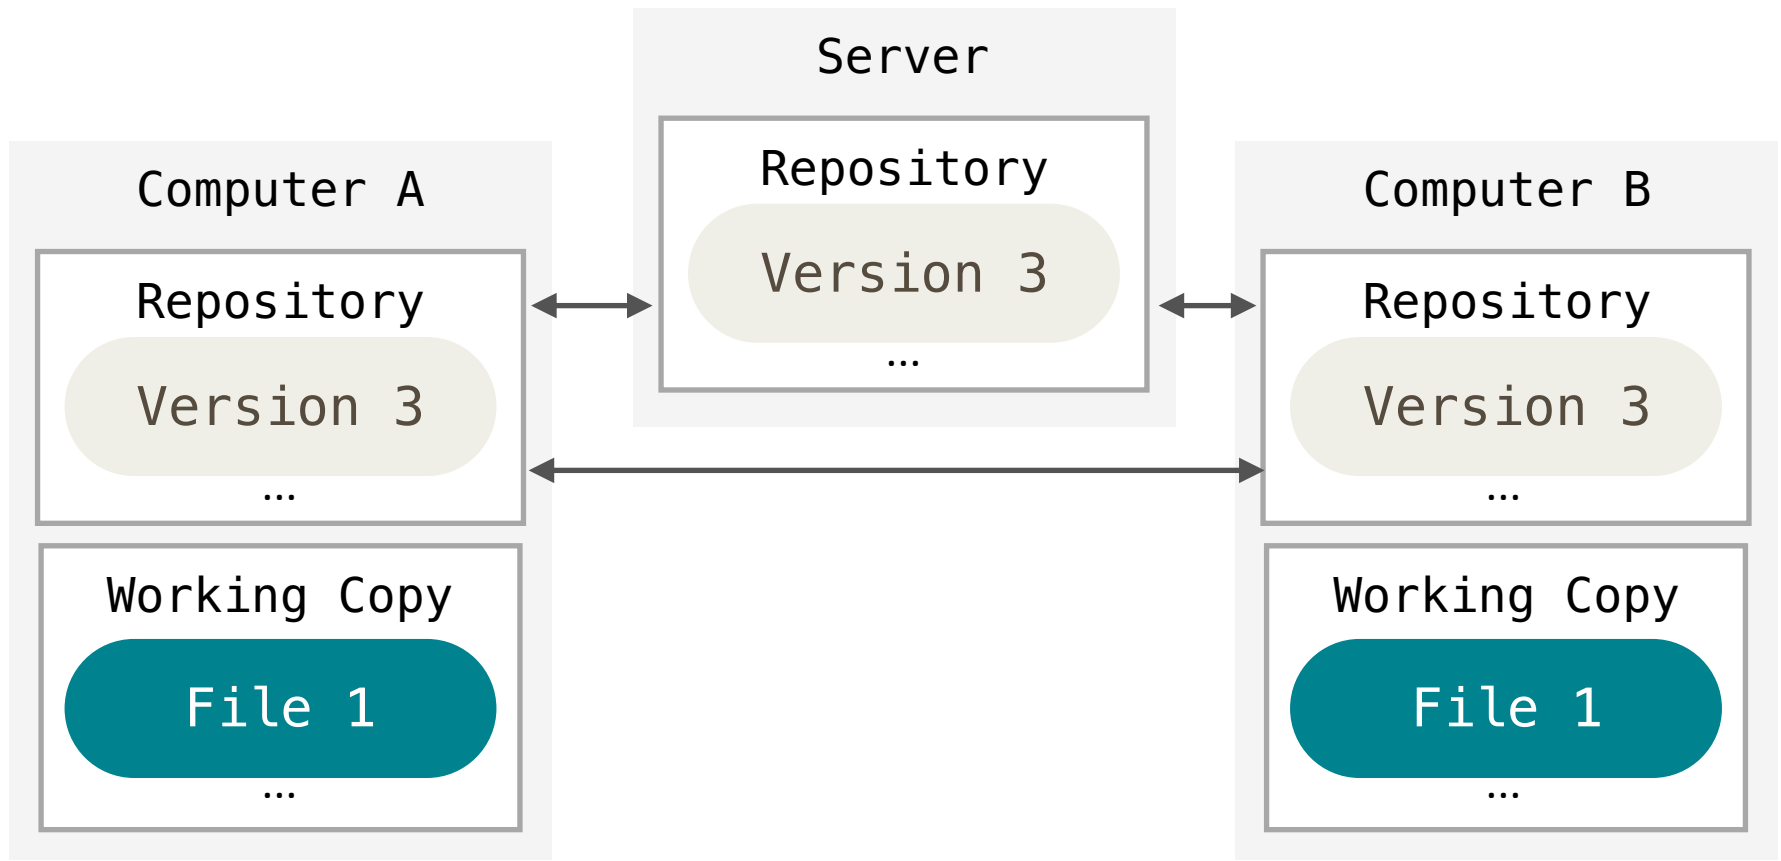 Server
Repository
Version 3
...
Computer A
Repository
Version 3
...
Working Copy
File 1
...
Computer B
Repository
Version 3
...
Working Copy
File 1
...